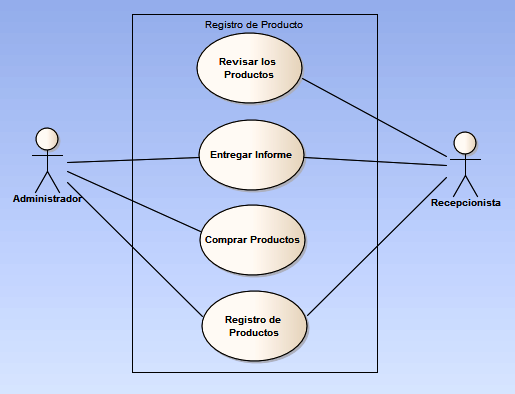 Registro de Producto
Revisar los
Productos
Entregar Informe
Administrador
Recepcionista
Comprar Productos
Registro de
Productos